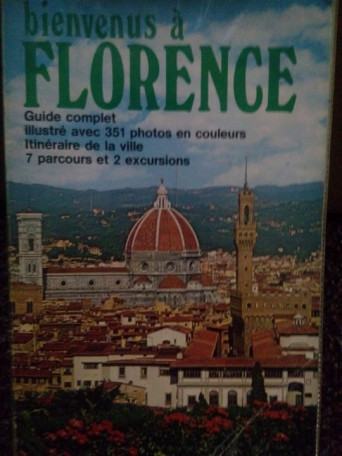 bienvenus à
FLORENCE
Guide complet
illustré avec 351 photos en couleurs
Itinéraire de la ville
7 parcours et 2 excursions